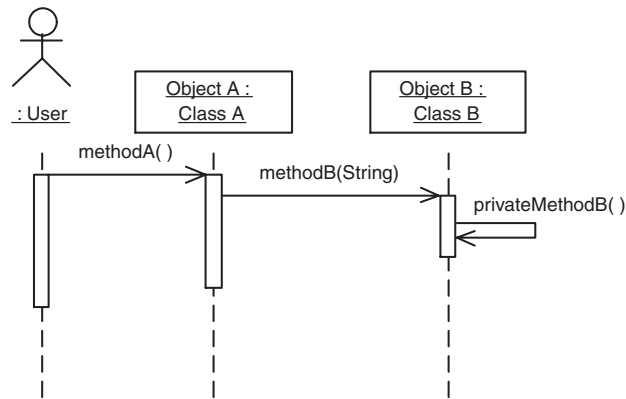 : User
Object A :
Class A
Object B :
Class B
methodA( )
methodB(String)
privateMethodB( )